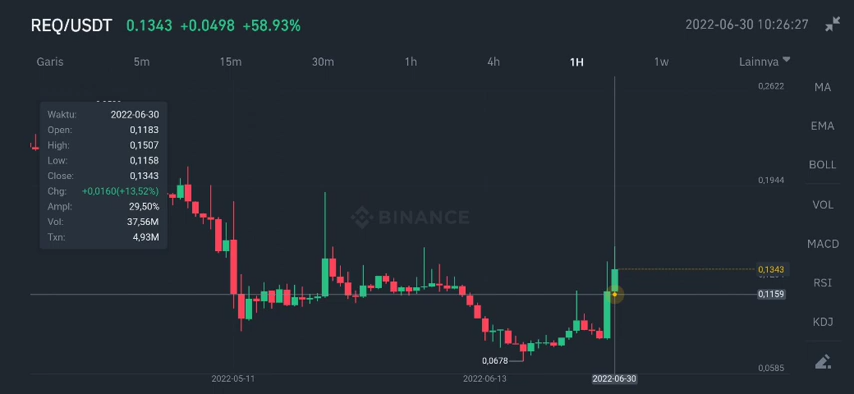 REQ/USDT 0.1343 +0.0498 +58.93% 2022-06-30 10:26:27
Garis 5m 15m 30m 1h 4h 1H 1w Lainnya
0,2622
MA
Waktu: 2022-06-30
Open: 0,1183
High: 0,1507
Low: 0,1158
Close: 0,1343
Chg: +0,0160(+13,52%)
Ampl: 29,50%
Vol: 37,56M
Txn: 4,93M
EMA
BOLL
0,1944
VOL
BINANCE
MACD
0,1343
RSI
0,1159
KDJ
0,0678
0,0585
2022-05-11 2022-06-13 2022-06-30